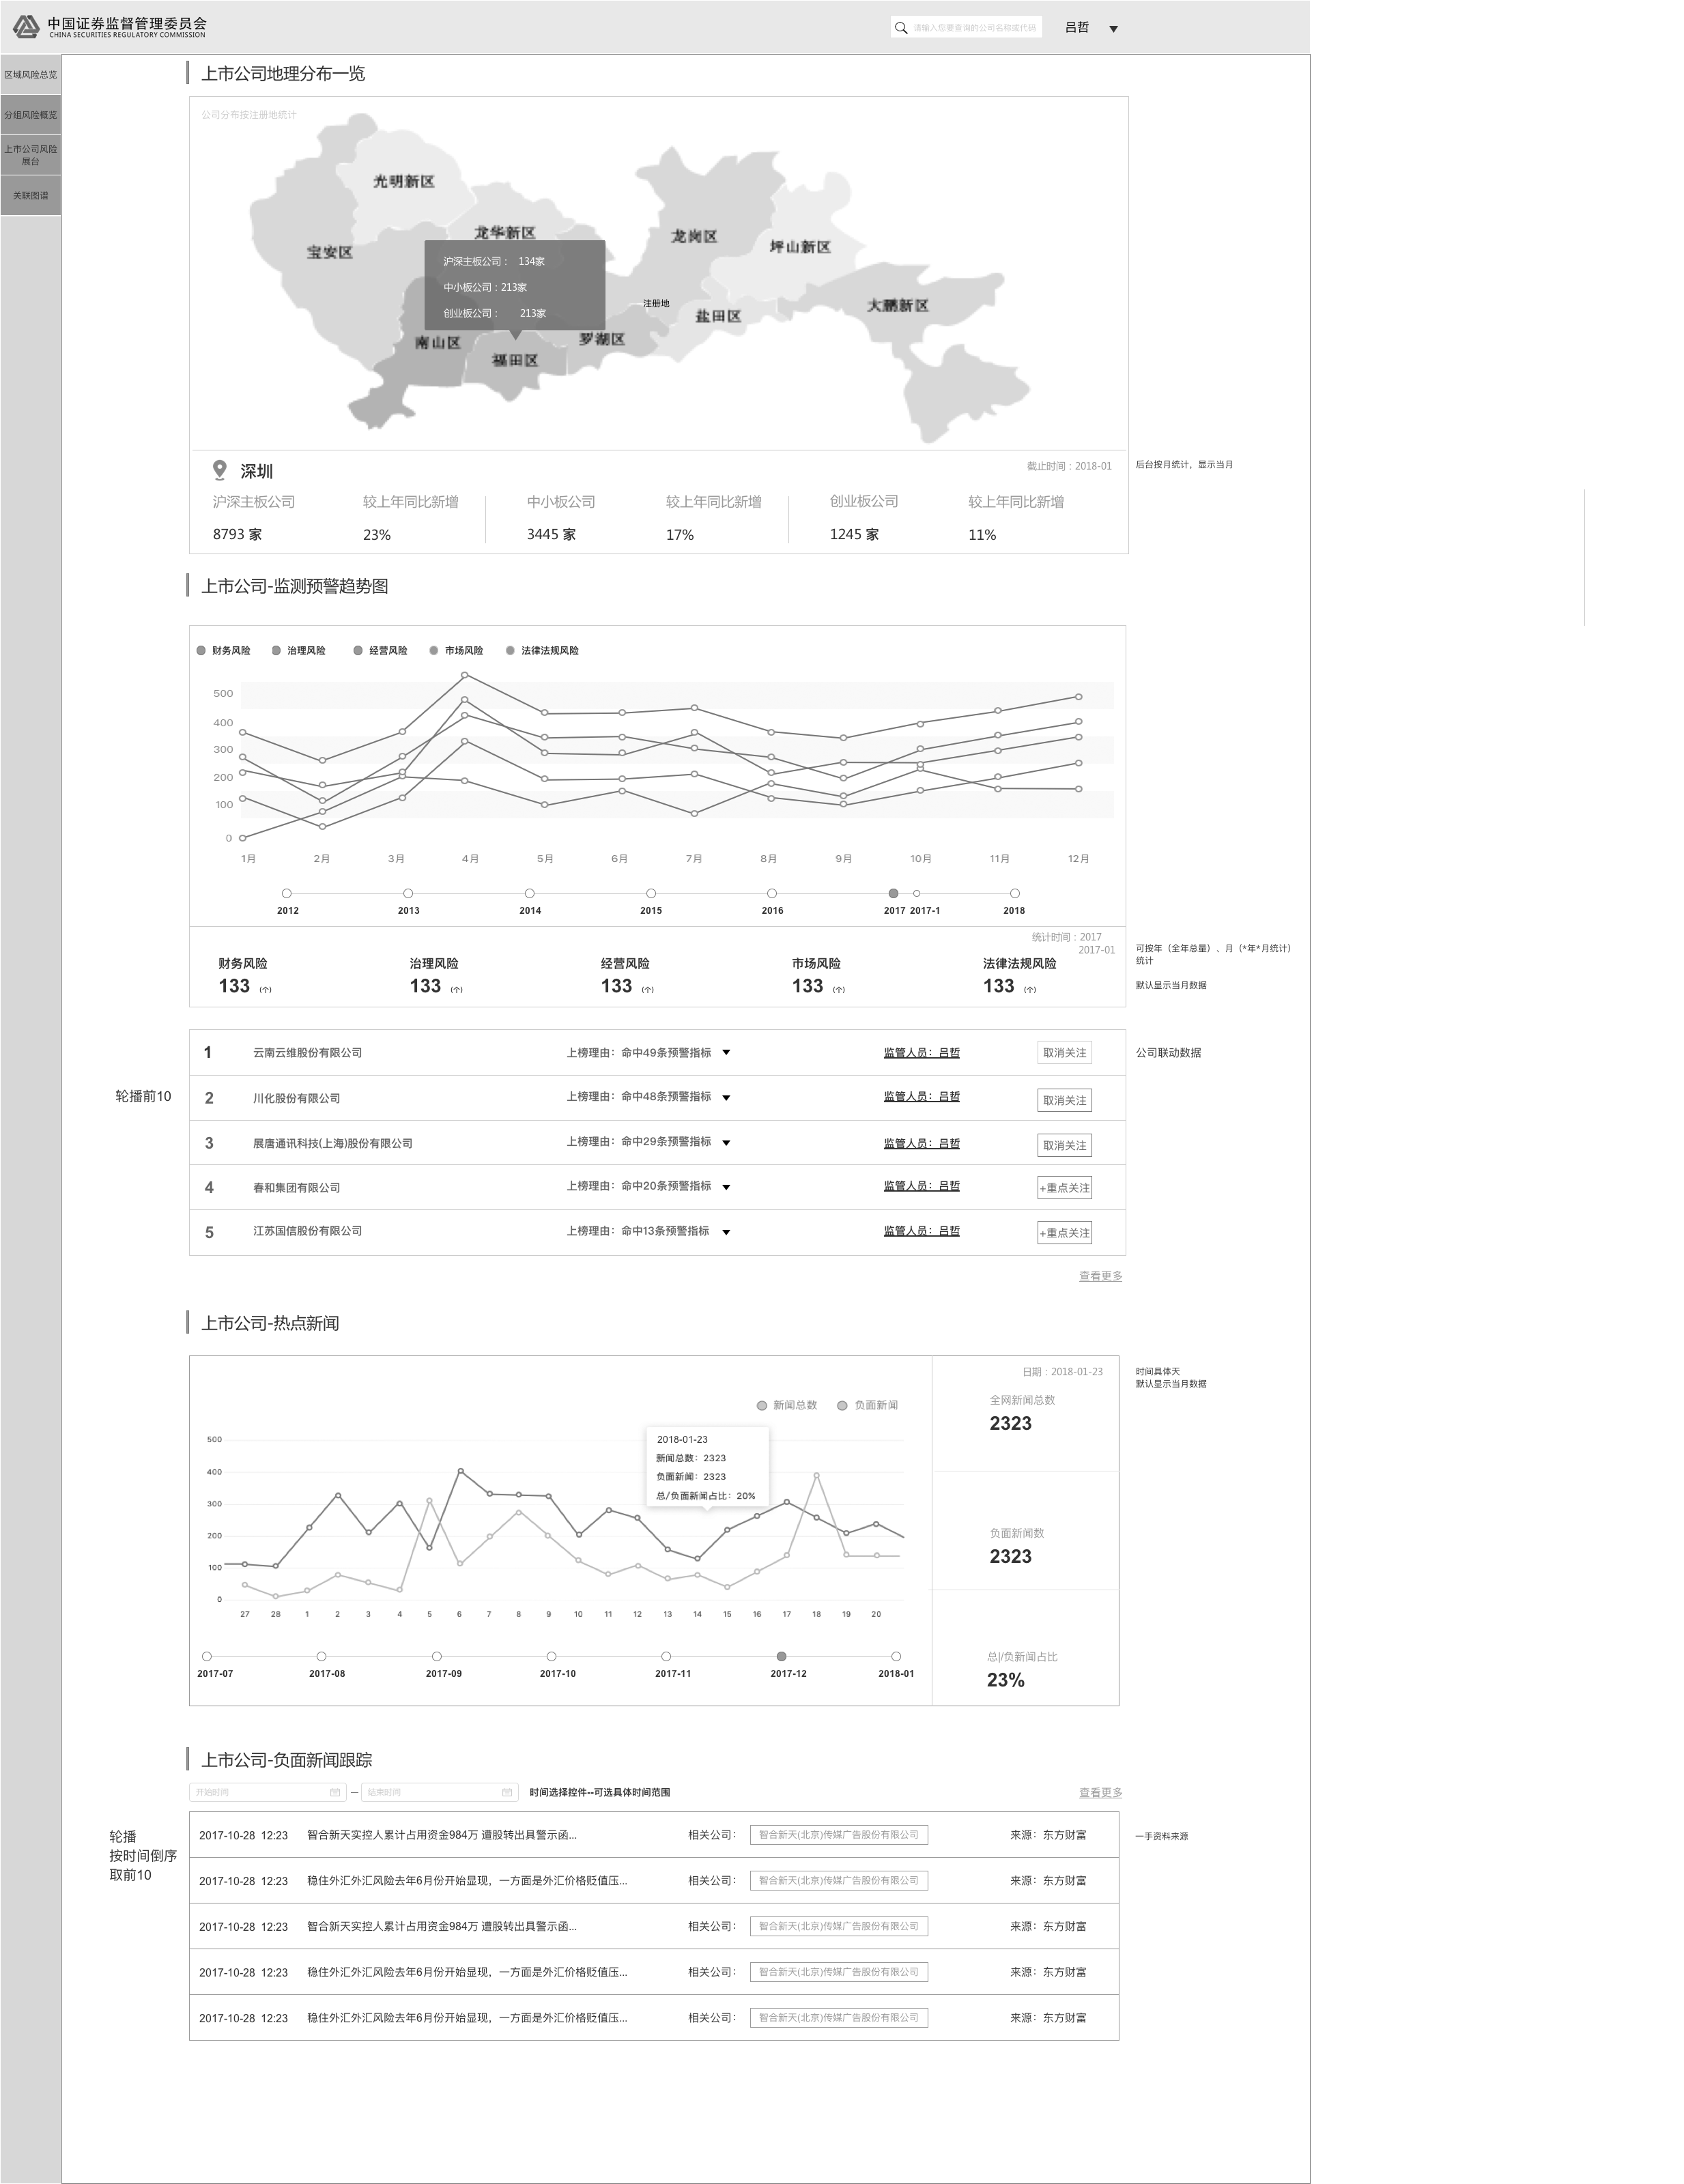 中国证券监督管理委员会
CHINA SECURITIES REGULATORY COMMISSION
请输入您要查询的公司名称或代码
吕哲
区域风险总览
分组风险概览
上市公司风险
展台
关联图谱
上市公司地理分布一览
公司分布按注册地统计
光明新区
宝安区
龙华新区
龙岗区
坪山新区
沪深主板公司： 134家
中小板公司：213家
创业板公司： 213家
注册地
大鹏新区
盐田区
南山区
罗湖区
福田区
深圳
截止时间：2018-01
后台按月统计，显示当月
沪深主板公司 较上年同比新增 中小板公司 较上年同比新增 创业板公司 较上年同比新增
8793 家 23% 3445 家 17% 1245 家 11%
上市公司-监测预警趋势图
财务风险 治理风险 经营风险 市场风险 法律法规风险
500
400
300
200
100
0
1月 2月 3月 4月 5月 6月 7月 8月 9月 10月 11月 12月
2012 2013 2014 2015 2016 2017 2017-1 2018
统计时间：2017
2017-01
可按年（全年总量）、月（*年*月统计）
统计
默认显示当月数据
财务风险 治理风险 经营风险 市场风险 法律法规风险
133 (个) 133 (个) 133 (个) 133 (个) 133 (个)
1 云南云维股份有限公司 上榜理由：命中49条预警指标 监管人员：吕哲 取消关注
公司联动数据
轮播前10
2 川化股份有限公司 上榜理由：命中48条预警指标 监管人员：吕哲 取消关注
3 展唐通讯科技(上海)股份有限公司 上榜理由：命中29条预警指标 监管人员：吕哲 取消关注
4 春和集团有限公司 上榜理由：命中20条预警指标 监管人员：吕哲 +重点关注
5 江苏国信股份有限公司 上榜理由：命中13条预警指标 监管人员：吕哲 +重点关注
查看更多
上市公司-热点新闻
日期：2018-01-23
时间具体天
默认显示当月数据
新闻总数 负面新闻
全网新闻总数
2323
2018-01-23
新闻总数：2323
负面新闻：2323
总/负面新闻占比：20%
500
400
300
200
100
0
27 28 1 2 3 4 5 6 7 8 9 10 11 12 13 14 15 16 17 18 19 20
负面新闻数
2323
2017-07 2017-08 2017-09 2017-10 2017-11 2017-12 2018-01
总|/负新闻占比
23%
上市公司-负面新闻跟踪
开始时间 — 结束时间 时间选择控件--可选具体时间范围 查看更多
轮播
按时间倒序
取前10
2017-10-28 12:23 智合新天实控人累计占用资金984万 遭股转出具警示函... 相关公司： 智合新天(北京)传媒广告股份有限公司 来源：东方财富
一手资料来源
2017-10-28 12:23 稳住外汇外汇风险去年6月份开始显现，一方面是外汇价格贬值压... 相关公司： 智合新天(北京)传媒广告股份有限公司 来源：东方财富
2017-10-28 12:23 智合新天实控人累计占用资金984万 遭股转出具警示函... 相关公司： 智合新天(北京)传媒广告股份有限公司 来源：东方财富
2017-10-28 12:23 稳住外汇外汇风险去年6月份开始显现，一方面是外汇价格贬值压... 相关公司： 智合新天(北京)传媒广告股份有限公司 来源：东方财富
2017-10-28 12:23 稳住外汇外汇风险去年6月份开始显现，一方面是外汇价格贬值压... 相关公司： 智合新天(北京)传媒广告股份有限公司 来源：东方财富